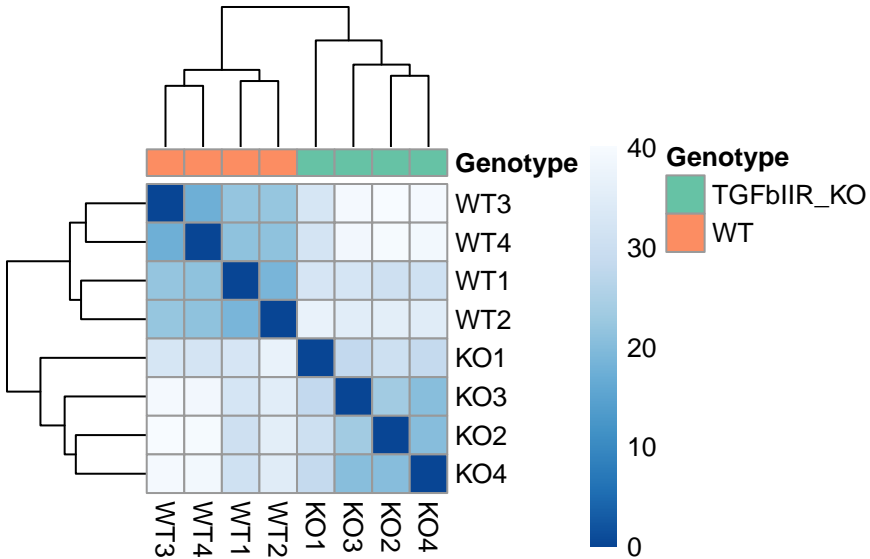 Genotype
WT3
WT4
WT1
WT2
KO1
KO3
KO2
KO4
WT3
WT4
WT1
WT2
KO1
KO3
KO2
KO4
40
30
20
10
0
Genotype
TGFbIIR_KO
WT